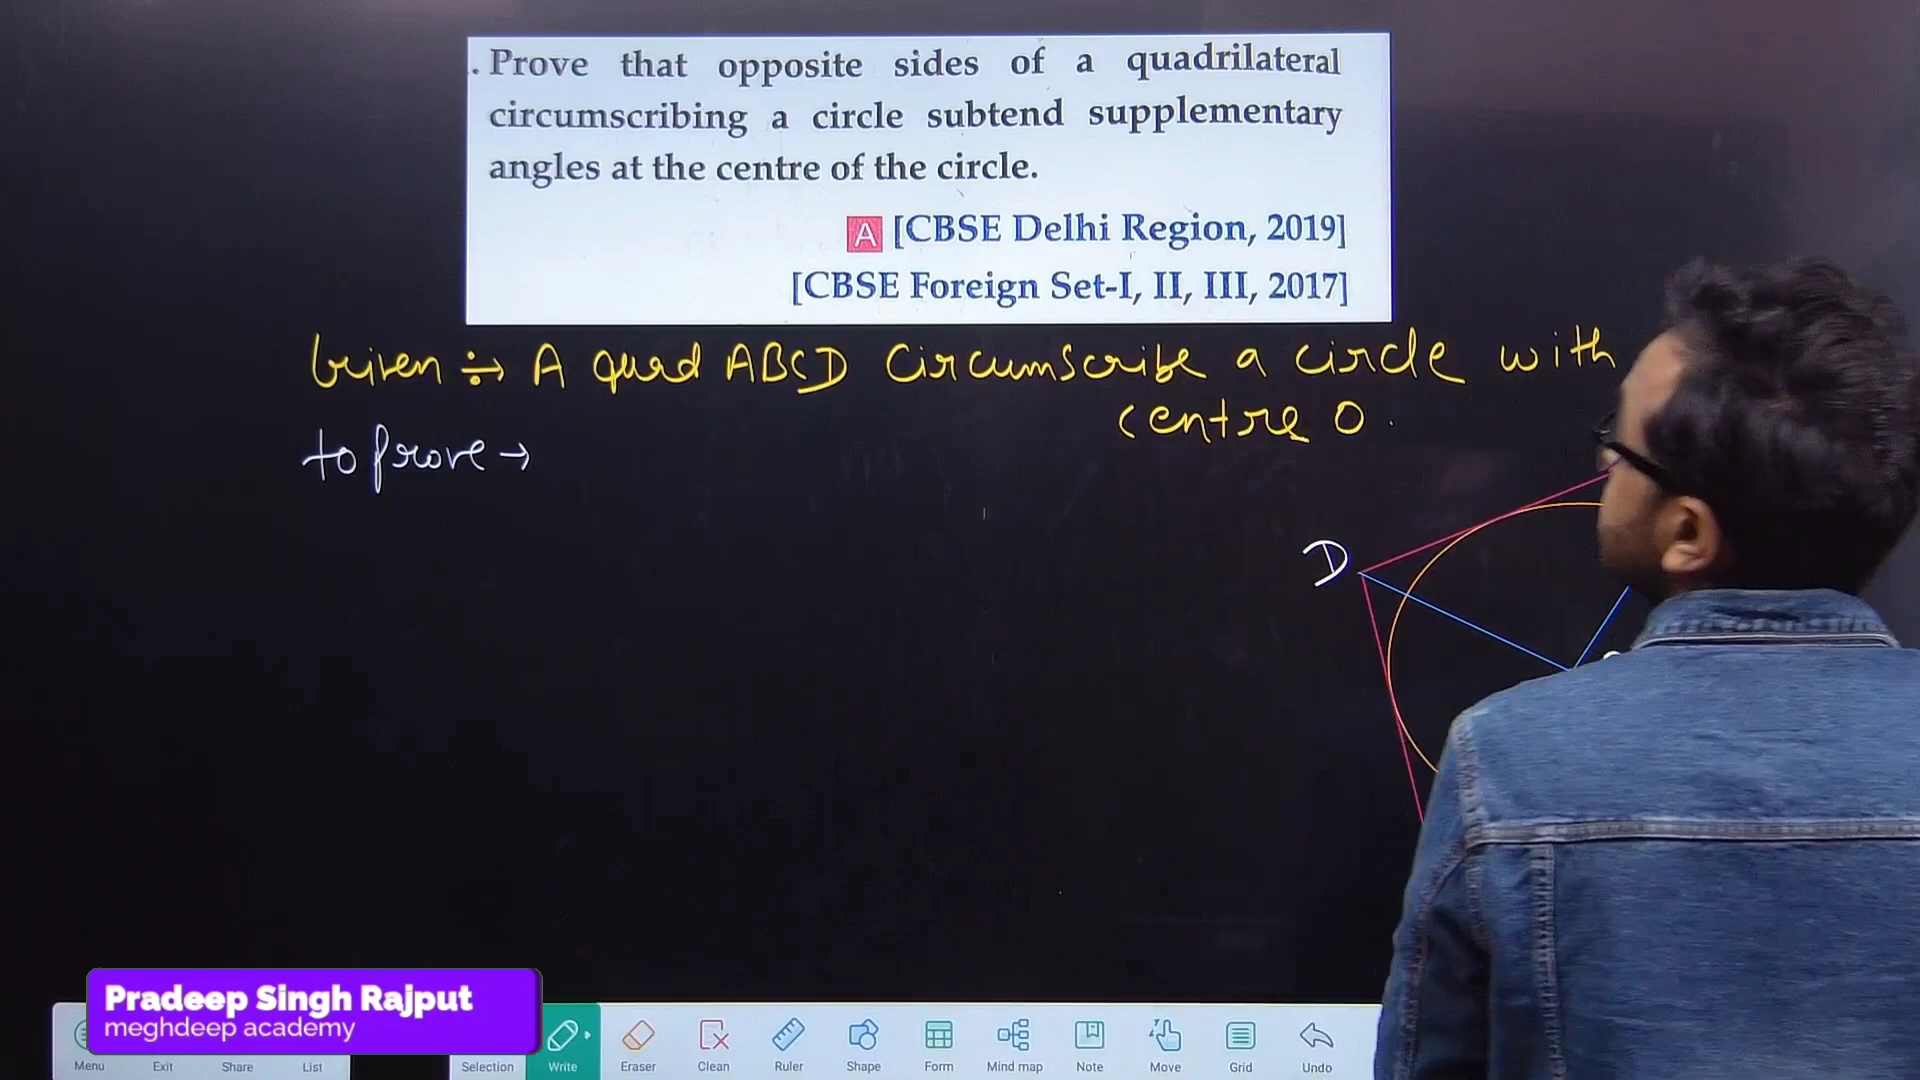 . Prove that opposite sides of a quadrilateral
circumscribing a circle subtend supplementary
angles at the centre of the circle.
A [CBSE Delhi Region, 2019]
[CBSE Foreign Set-I, II, III, 2017]
Given ÷→ A quad ABCD Circumscribe a circle with
centre O.
to prove →
D
Pradeep Singh Rajput
meghdeep academy
Menu Exit Share List Selection Write Eraser Clean Ruler Shape Form Mind map Note Move Grid Undo